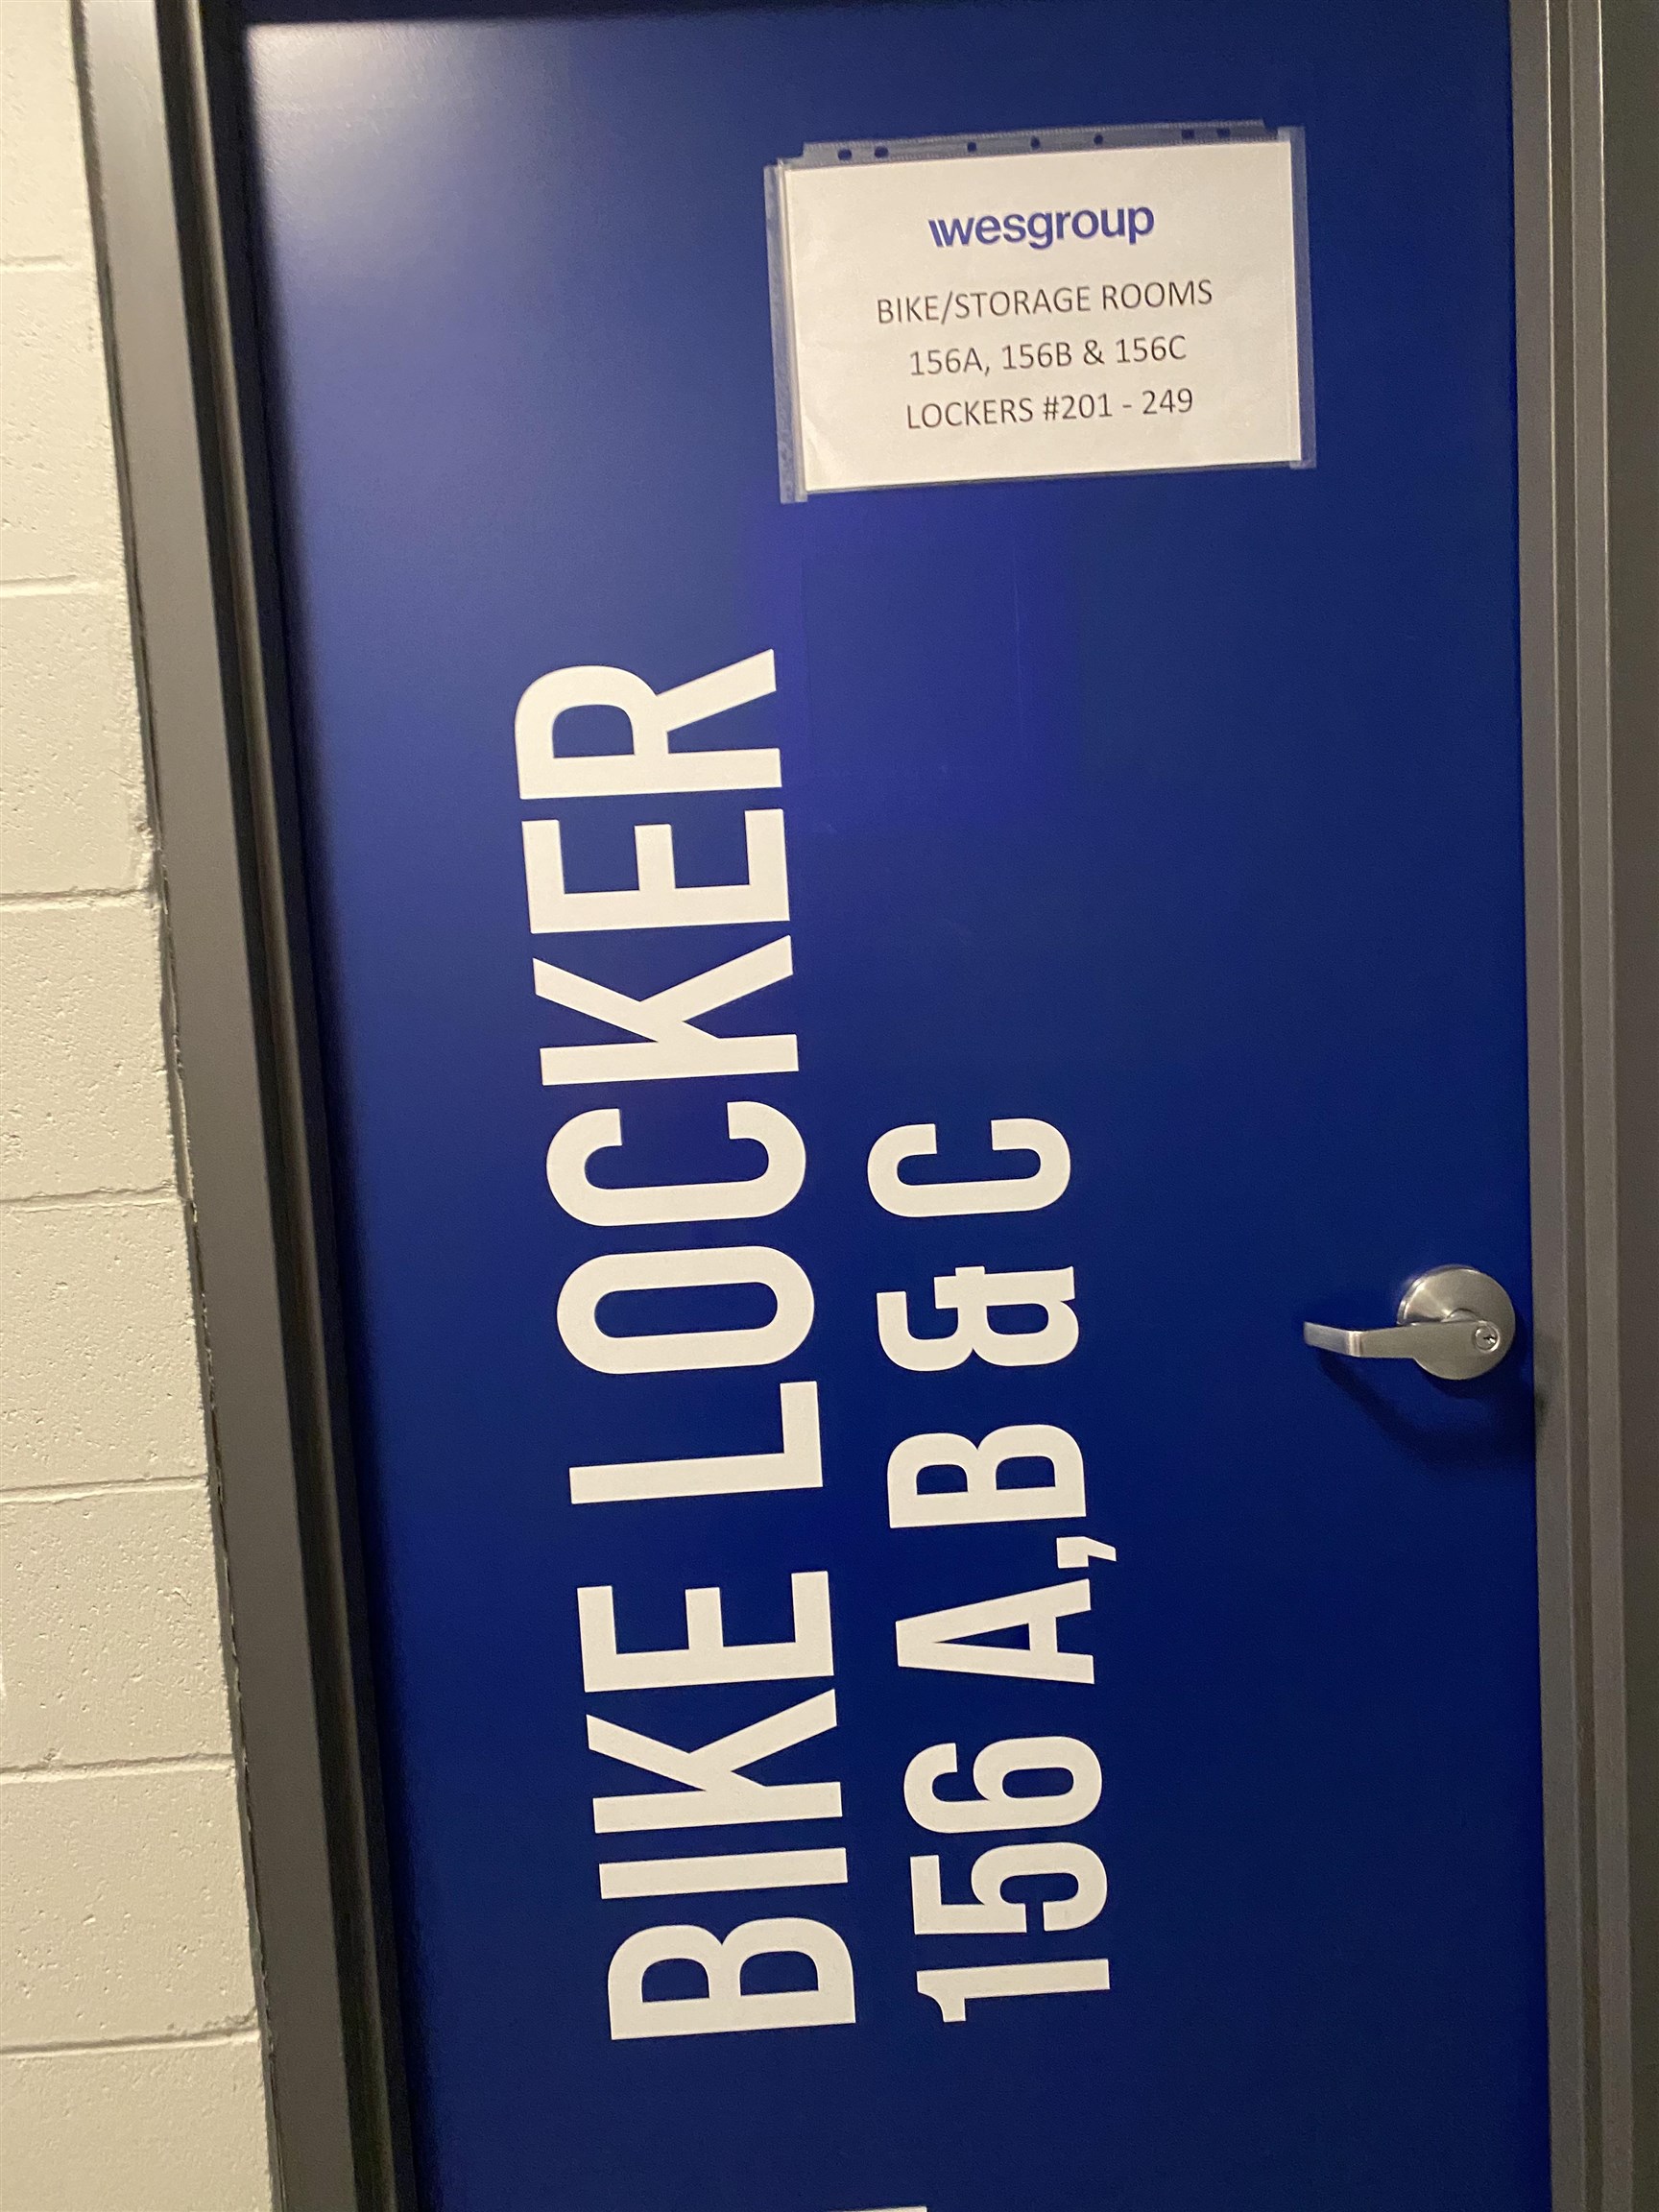 wesgroup
BIKE/STORAGE ROOMS
156A, 156B & 156C
LOCKERS #201 - 249
BIKE LOCKER
156 A,B & C